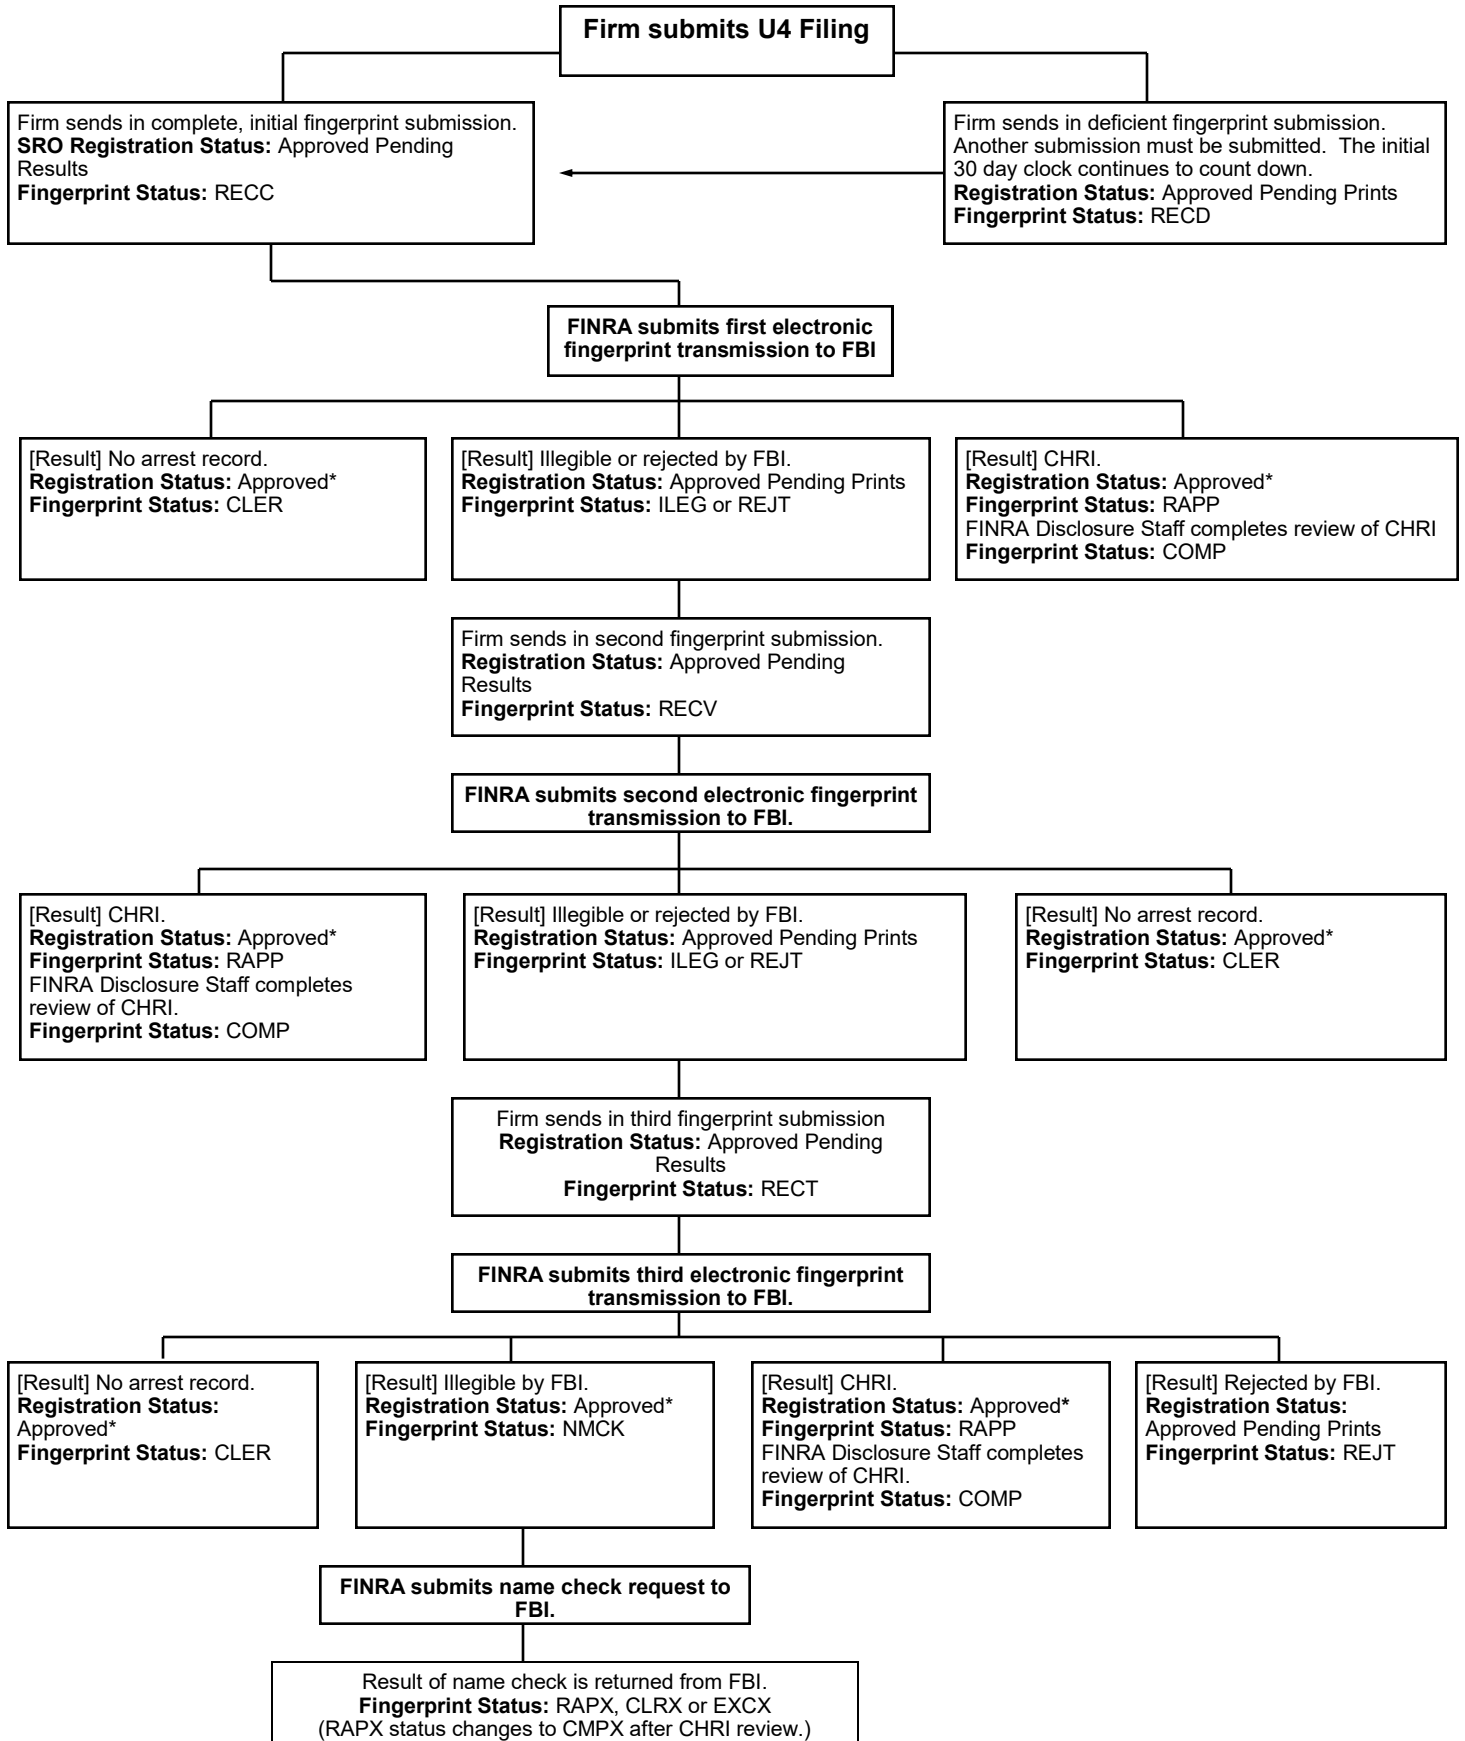 Firm submits U4 Filing
Firm sends in complete, initial fingerprint submission.
SRO Registration Status: Approved Pending
Results
Fingerprint Status: RECC
Firm sends in deficient fingerprint submission.
Another submission must be submitted.  The initial
30 day clock continues to count down.
Registration Status: Approved Pending Prints
Fingerprint Status: RECD
FINRA submits first electronic
fingerprint transmission to FBI
[Result] No arrest record.
Registration Status: Approved*
Fingerprint Status: CLER
[Result] Illegible or rejected by FBI.
Registration Status: Approved Pending Prints
Fingerprint Status: ILEG or REJT
[Result] CHRI.
Registration Status: Approved*
Fingerprint Status: RAPP
FINRA Disclosure Staff completes review of CHRI
Fingerprint Status: COMP
Firm sends in second fingerprint submission.
Registration Status: Approved Pending
Results
Fingerprint Status: RECV
FINRA submits second electronic fingerprint
transmission to FBI.
[Result] CHRI.
Registration Status: Approved*
Fingerprint Status: RAPP
FINRA Disclosure Staff completes
review of CHRI.
Fingerprint Status: COMP
[Result] Illegible or rejected by FBI.
Registration Status: Approved Pending Prints
Fingerprint Status: ILEG or REJT
[Result] No arrest record.
Registration Status: Approved*
Fingerprint Status: CLER
Firm sends in third fingerprint submission
Registration Status: Approved Pending
Results
Fingerprint Status: RECT
FINRA submits third electronic fingerprint
transmission to FBI.
[Result] No arrest record.
Registration Status:
Approved*
Fingerprint Status: CLER
[Result] Illegible by FBI.
Registration Status: Approved*
Fingerprint Status: NMCK
[Result] CHRI.
Registration Status: Approved*
Fingerprint Status: RAPP
FINRA Disclosure Staff completes
review of CHRI.
Fingerprint Status: COMP
[Result] Rejected by FBI.
Registration Status:
Approved Pending Prints
Fingerprint Status: REJT
FINRA submits name check request to
FBI.
Result of name check is returned from FBI.
Fingerprint Status: RAPX, CLRX or EXCX
(RAPX status changes to CMPX after CHRI review.)